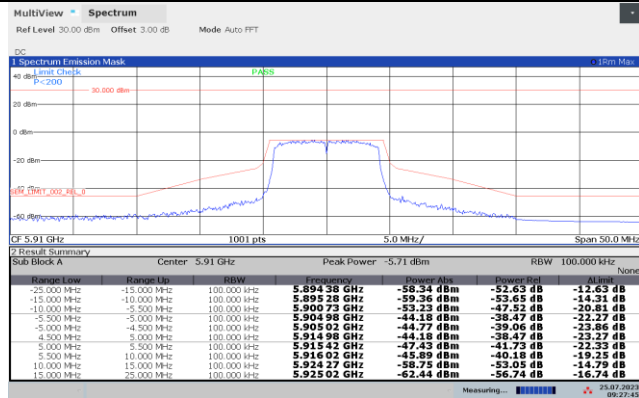 MultiView Spectrum
Ref Level 30.00 dBm Offset 3.00 dB Mode Auto FFT
DC
1 Spectrum Emission Mask 1Rm Max
40 dBm Limit Check PASS
P<200
30.000 dBm
20 dBm
0 dBm
-20 dBm
SEM_LIMIT_002_REL_0
-60 dBm
CF 5.91 GHz 1001 pts 5.0 MHz/ Span 50.0 MHz
2 Result Summary
Sub Block A Center 5.91 GHz Peak Power -5.71 dBm RBW 100.000 kHz
None
Range Low Range Up RBW Frequency Power Abs Power Rel ΔLimit
-25.000 MHz -15.000 MHz 100.000 kHz 5.894 38 GHz -58.34 dBm -52.63 dB -12.63 dB
-15.000 MHz -10.000 MHz 100.000 kHz 5.895 28 GHz -59.36 dBm -53.65 dB -14.31 dB
-10.000 MHz -5.500 MHz 100.000 kHz 5.900 73 GHz -53.23 dBm -47.52 dB -20.81 dB
-5.500 MHz -5.000 MHz 100.000 kHz 5.904 98 GHz -44.18 dBm -38.47 dB -22.27 dB
-5.000 MHz -4.500 MHz 100.000 kHz 5.905 02 GHz -44.77 dBm -39.06 dB -23.86 dB
4.500 MHz 5.000 MHz 100.000 kHz 5.914 98 GHz -44.18 dBm -38.47 dB -23.27 dB
5.000 MHz 5.500 MHz 100.000 kHz 5.915 42 GHz -47.43 dBm -41.73 dB -22.33 dB
5.500 MHz 10.000 MHz 100.000 kHz 5.916 02 GHz -45.89 dBm -40.18 dB -19.25 dB
10.000 MHz 15.000 MHz 100.000 kHz 5.924 27 GHz -58.75 dBm -53.05 dB -14.79 dB
15.000 MHz 25.000 MHz 100.000 kHz 5.925 02 GHz -62.44 dBm -56.74 dB -16.74 dB
Measuring... 25.07.2023
09:27:45